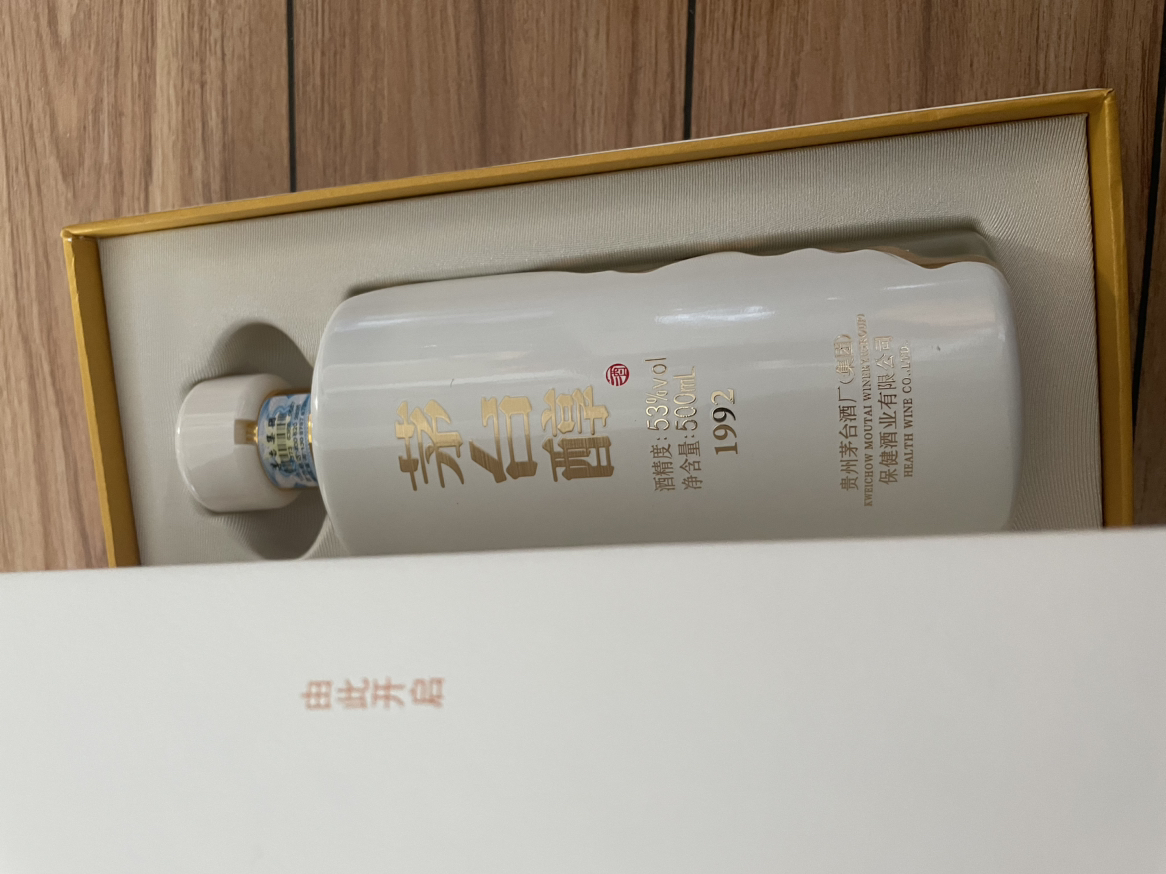 茅台醇
酒精度:53%vol
净含量:500mL
1992
贵州茅台酒厂(集团)
KWEICHOW MOUTAI WINERY(GROUP)
保健酒业有限公司
HEALTH WINE CO.,LTD.
由此开启